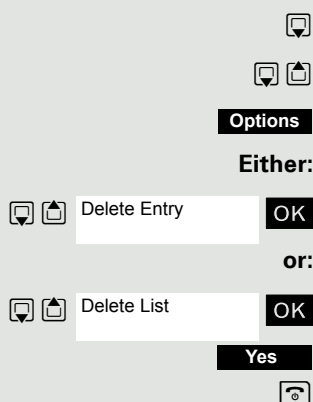 Options
Either:
Delete Entry OK
or:
Delete List OK
Yes